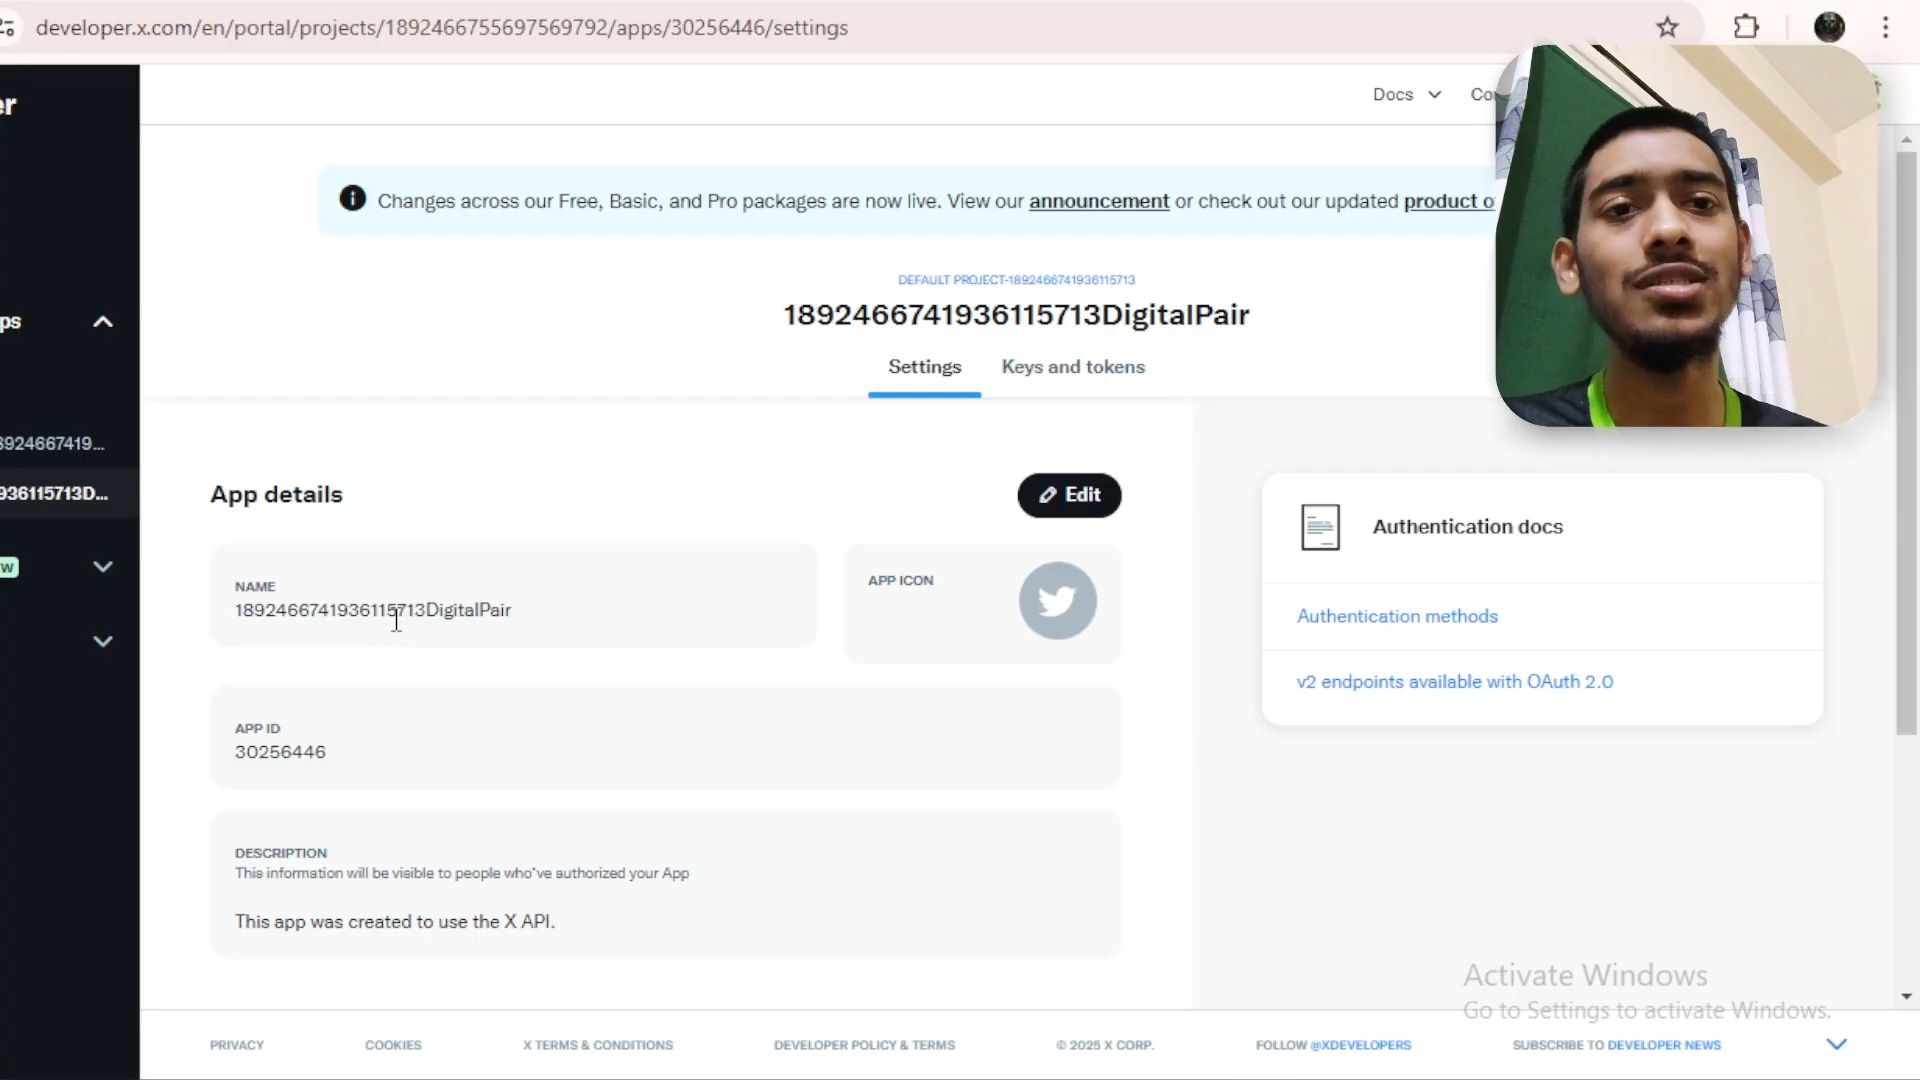 developer.x.com/en/portal/projects/1892466755697569792/apps/30256446/settings
er
Docs
Changes across our Free, Basic, and Pro packages are now live. View our announcement or check out our updated product
DEFAULT PROJECT-1892466741936115713
1892466741936115713DigitalPair
Settings
Keys and tokens
ps
8924667419...
936115713D...
W
App details
Edit
NAME
1892466741936115713DigitalPair
APP ICON
APP ID
30256446
DESCRIPTION
This information will be visible to people who've authorized your App
This app was created to use the X API.
Authentication docs
Authentication methods
v2 endpoints available with OAuth 2.0
Activate Windows
Go to Settings to activate Windows.
PRIVACY
COOKIES
X TERMS & CONDITIONS
DEVELOPER POLICY & TERMS
© 2025 X CORP.
FOLLOW @XDEVELOPERS
SUBSCRIBE TO DEVELOPER NEWS